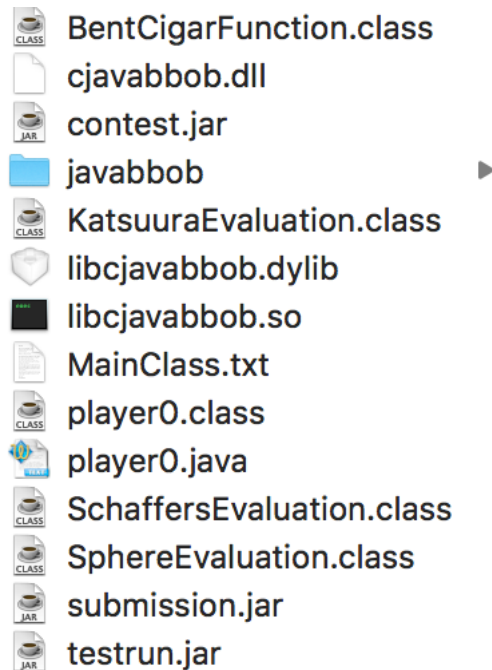 BentCigarFunction.class
cjavabbob.dll
contest.jar
javabbob
KatsuuraEvaluation.class
libcjavabbob.dylib
libcjavabbob.so
MainClass.txt
player0.class
player0.java
SchaffersEvaluation.class
SphereEvaluation.class
submission.jar
testrun.jar